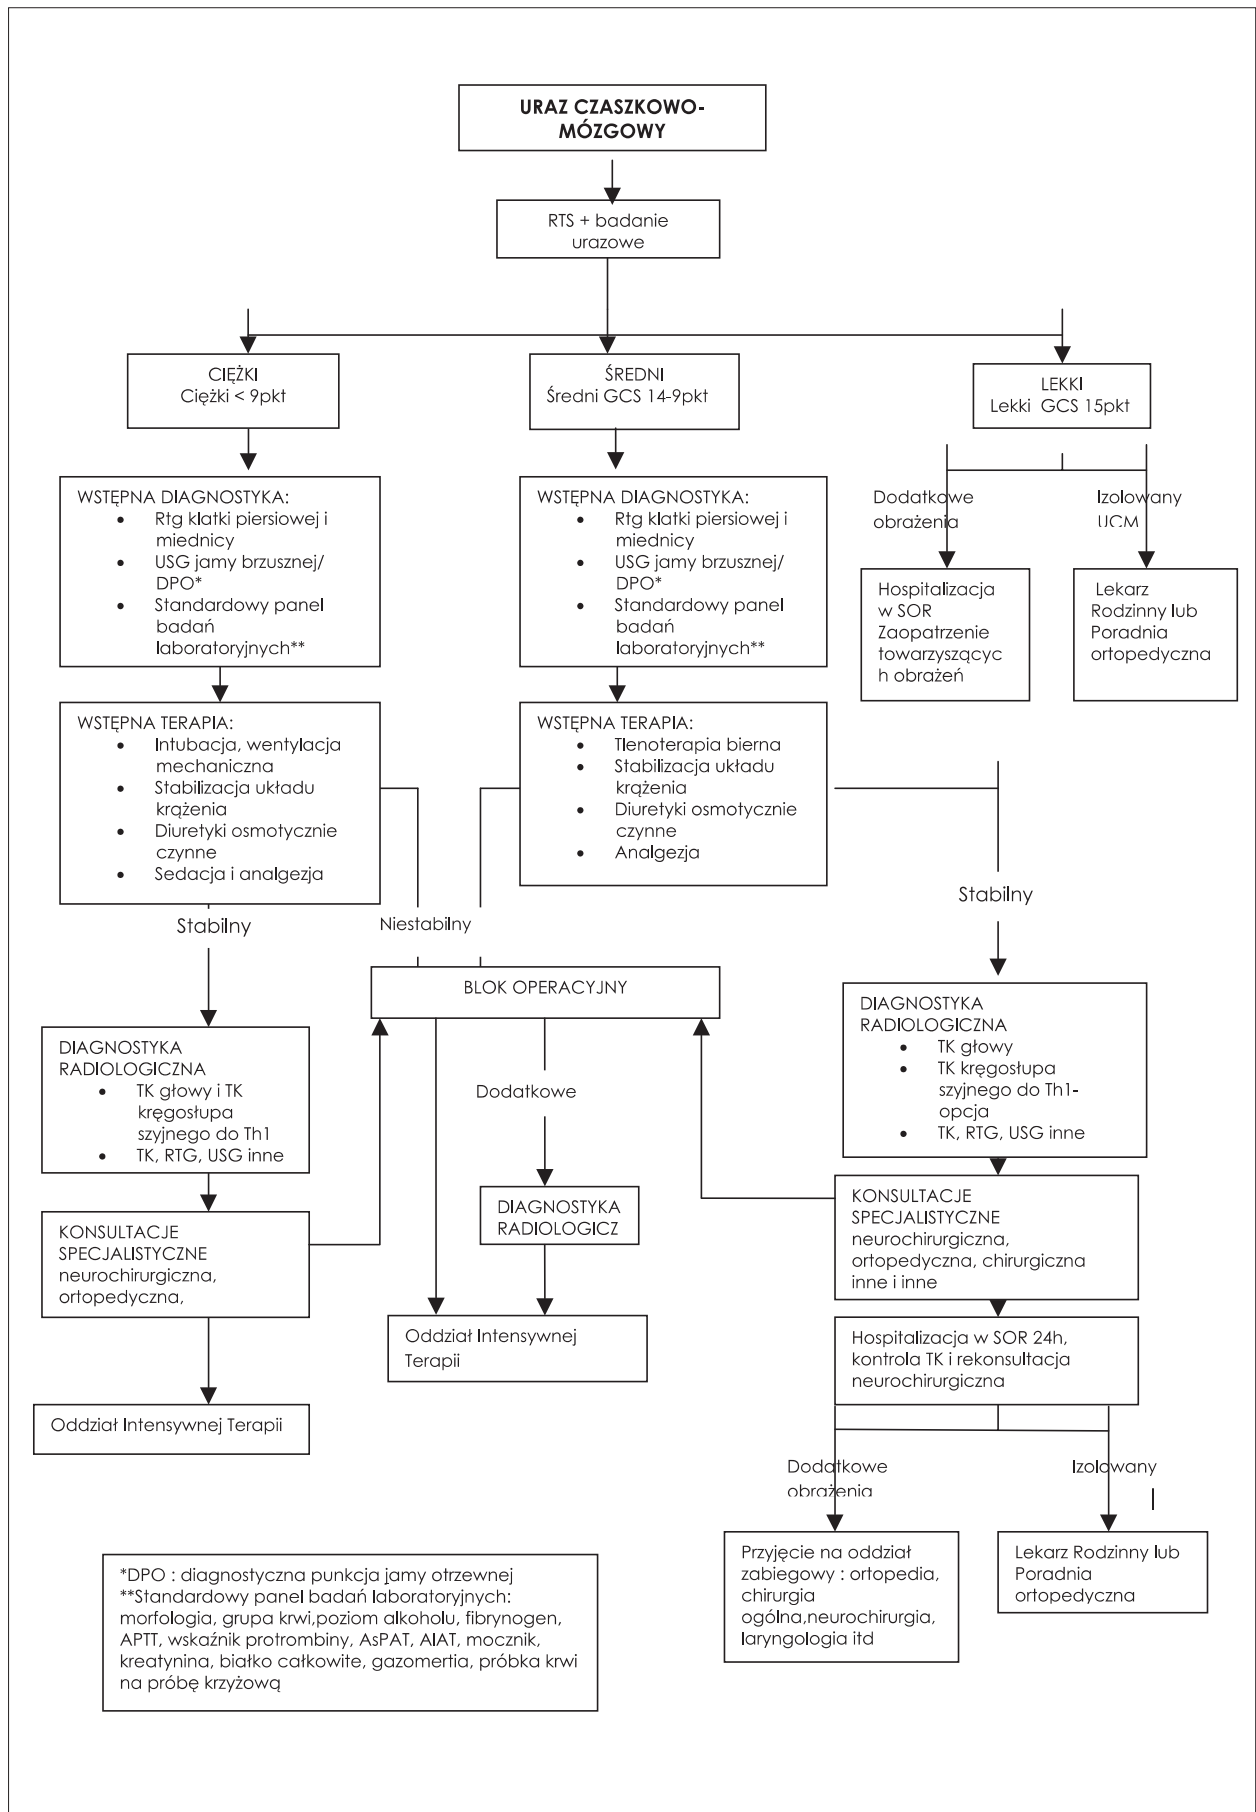 URAZ CZASZKOWO-
MÓZGOWY
RTS + badanie
urazowe
CIĘŻKI
Ciężki < 9pkt
ŚREDNI
Średni GCS 14-9pkt
LEKKI
Lekki GCS 15pkt
WSTĘPNA DIAGNOSTYKA:
• Rtg klatki piersiowej i
miednicy
• USG jamy brzusznej/
DPO*
• Standardowy panel
badań
laboratoryjnych**
WSTĘPNA DIAGNOSTYKA:
• Rtg klatki piersiowej i
miednicy
• USG jamy brzusznej/
DPO*
• Standardowy panel
badań
laboratoryjnych**
Dodatkowe
obrażenia
Izolowany
UCM
Hospitalizacja
w SOR
Zaopatrzenie
towarzyszącyc
h obrażeń
Lekarz
Rodzinny lub
Poradnia
ortopedyczna
WSTĘPNA TERAPIA:
• Intubacja, wentylacja
mechaniczna
• Stabilizacja układu
krążenia
• Diuretyki osmotycznie
czynne
• Sedacja i analgezja
WSTĘPNA TERAPIA:
• Tlenoterapia bierna
• Stabilizacja układu
krążenia
• Diuretyki osmotycznie
czynne
• Analgezja
Stabilny
Niestabilny
Stabilny
BLOK OPERACYJNY
DIAGNOSTYKA
RADIOLOGICZNA
• TK głowy i TK
kręgosłupa
szyjnego do Th1
• TK, RTG, USG inne
Dodatkowe
DIAGNOSTYKA
RADIOLOGICZNA
• TK głowy
• TK kręgosłupa
szyjnego do Th1-
opcja
• TK, RTG, USG inne
KONSULTACJE
SPECJALISTYCZNE
neurochirurgiczna,
ortopedyczna,
DIAGNOSTYKA
RADIOLOGICZ
KONSULTACJE
SPECJALISTYCZNE
neurochirurgiczna,
ortopedyczna, chirurgiczna
inne i inne
Oddział Intensywnej
Terapii
Hospitalizacja w SOR 24h,
kontrola TK i rekonsultacja
neurochirurgiczna
Oddział Intensywnej Terapii
Dodatkowe
obrażenia
Izolowany
Przyjęcie na oddział
zabiegowy : ortopedia,
chirurgia
ogólna,neurochirurgia,
laryngologia itd
Lekarz Rodzinny lub
Poradnia
ortopedyczna
*DPO : diagnostyczna punkcja jamy otrzewnej
**Standardowy panel badań laboratoryjnych:
morfologia, grupa krwi,poziom alkoholu, fibrynogen,
APTT, wskaźnik protrombiny, AsPAT, AlAT, mocznik,
kreatynina, białko całkowite, gazomertia, próbka krwi
na próbę krzyżową